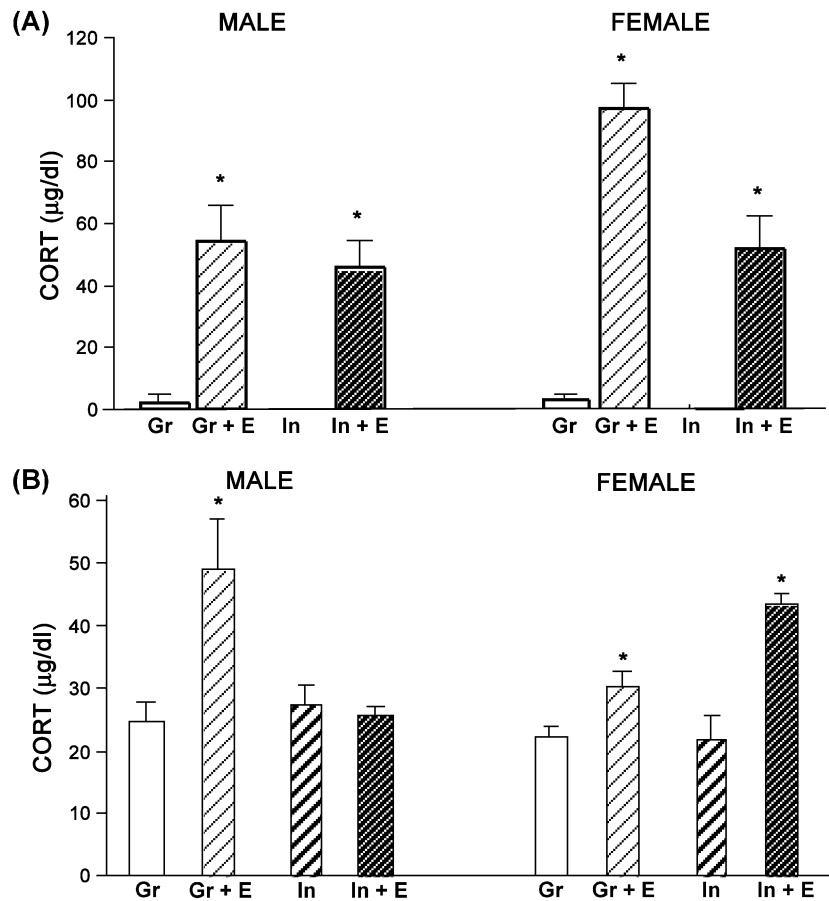 (A) MALE FEMALE
120
100
80
60
40
20
0
CORT (µg/dl)
* * * *
Gr Gr + E In In + E Gr Gr + E In In + E
(B) MALE FEMALE
60
50
40
30
20
10
0
CORT (µg/dl)
* * *
Gr Gr + E In In + E Gr Gr + E In In + E